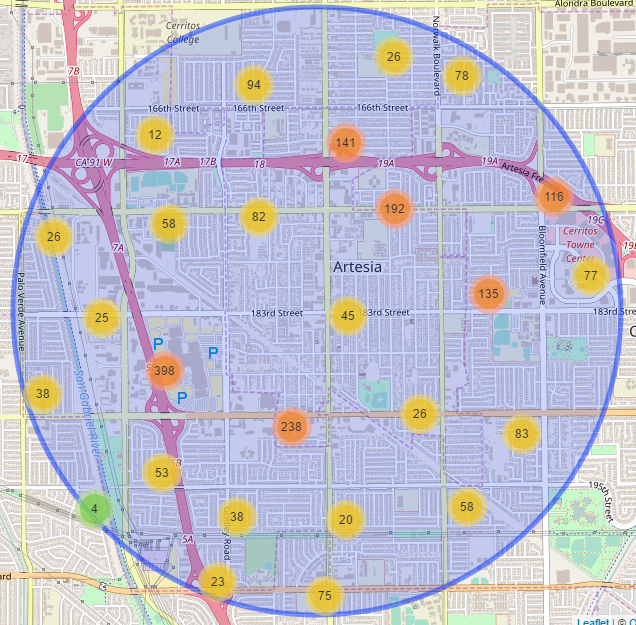 Alondra Boulevard
Cerritos
College
Norwalk Boulevard
26
7B
78
94
166th Street
166th Street
166th Street
12
141
17
CA 91 W
17A
17B
18
19A
19A
Artesia Fre
116
192
82
58
19C
26
Cerritos
Towne
Center
7A
Bloomfield Avenue
19B
Artesia
77
135
Palo Verde Avenue
25
183rd Street
45
183rd Street
183rd Street
P
P
398
38
P
San Gabriel River
26
238
83
5B
53
195th Street
4
58
38
20
5A
Road
23
75
Leaflet | ©